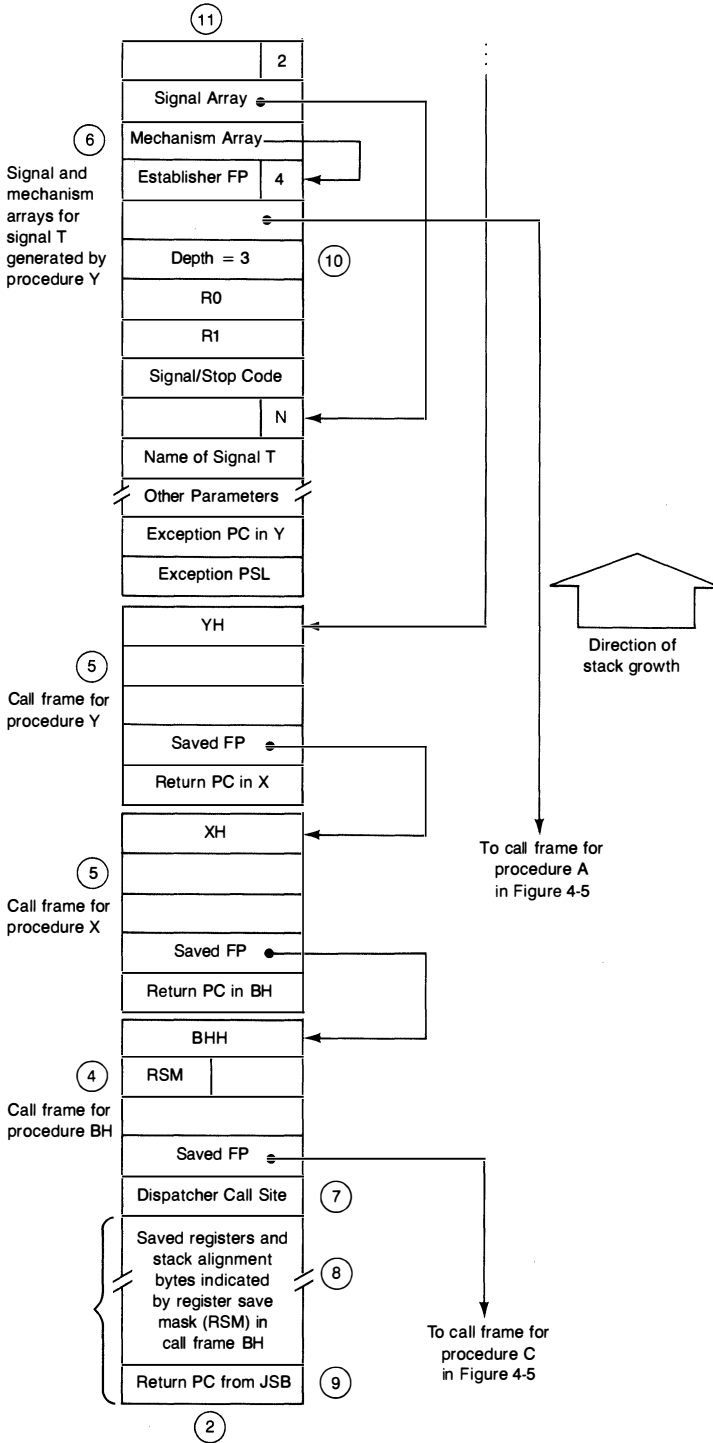 11
2
Signal Array
6
Mechanism Array
Signal and
mechanism
arrays for
signal T
generated by
procedure Y
Establisher FP 4
Depth = 3
10
R0
R1
Signal/Stop Code
N
Name of Signal T
Other Parameters
Exception PC in Y
Exception PSL
Direction of
stack growth
YH
5
Call frame for
procedure Y
Saved FP
Return PC in X
XH
To call frame for
procedure A
in Figure 4-5
5
Call frame for
procedure X
Saved FP
Return PC in BH
BHH
4
RSM
Call frame for
procedure BH
Saved FP
Dispatcher Call Site
7
Saved registers and
stack alignment
bytes indicated
by register save
mask (RSM) in
call frame BH
8
To call frame for
procedure C
in Figure 4-5
Return PC from JSB
9
2